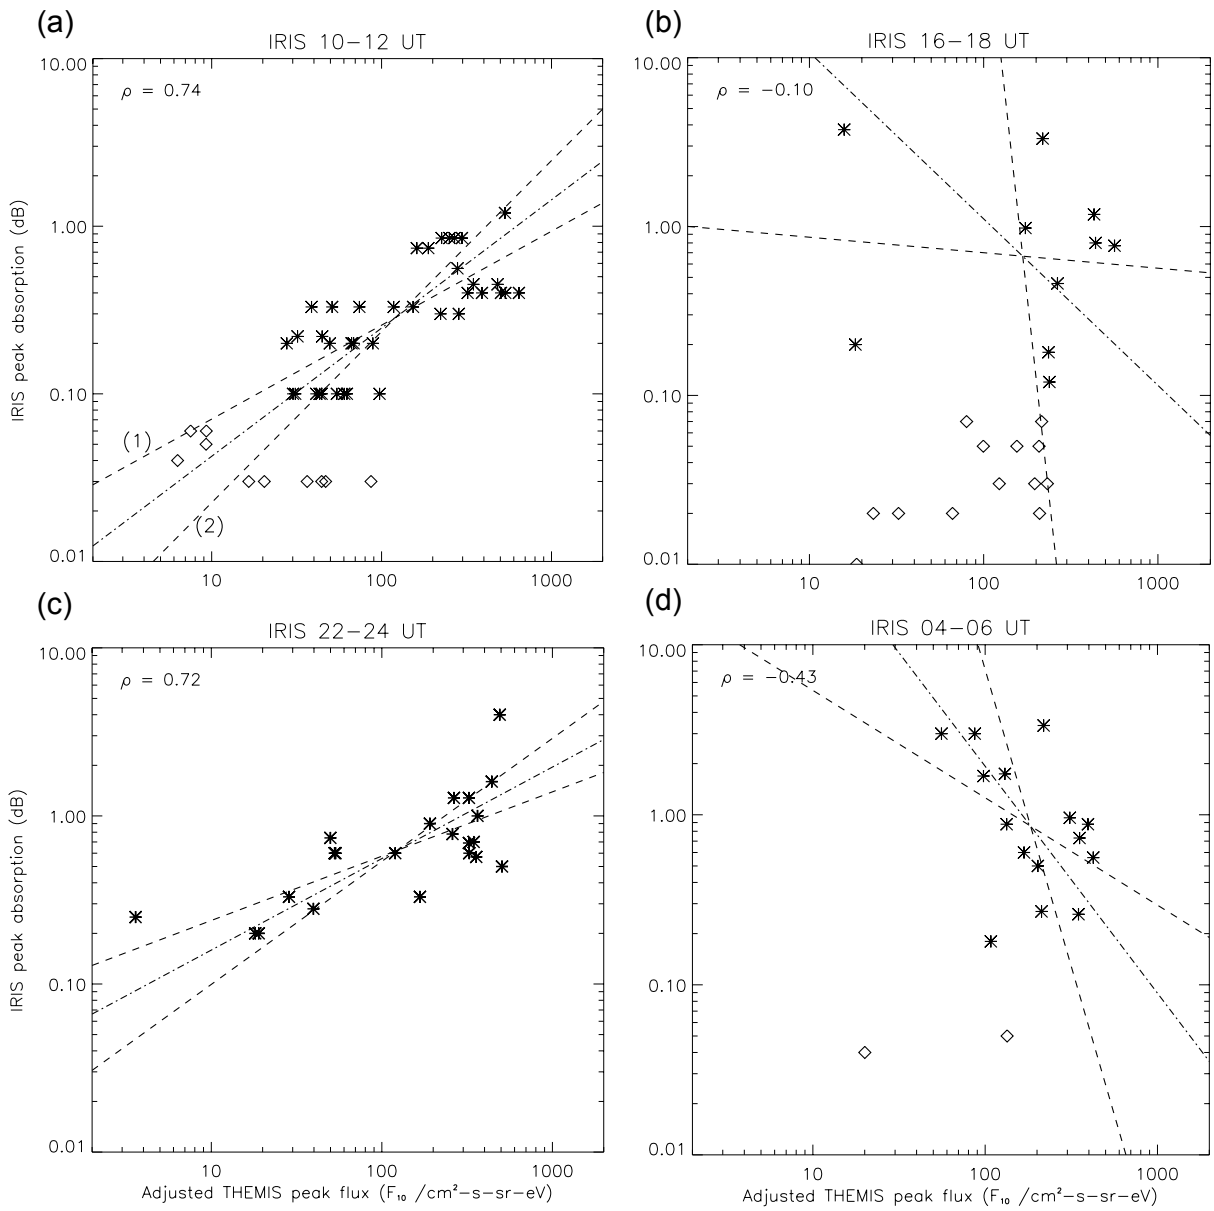 (a)
IRIS 10−12 UT
ρ = 0.74
10.00
1.00
0.10
0.01
IRIS peak absorption (dB)
(1)
(2)
10 100 1000
(b)
IRIS 16−18 UT
ρ = −0.10
10.00
1.00
0.10
0.01
10 100 1000
(c)
IRIS 22−24 UT
ρ = 0.72
10.00
1.00
0.10
0.01
IRIS peak absorption (dB)
10 100 1000
Adjusted THEMIS peak flux (F₁₀ /cm²−s−sr−eV)
(d)
IRIS 04−06 UT
ρ = −0.43
10.00
1.00
0.10
0.01
10 100 1000
Adjusted THEMIS peak flux (F₁₀ /cm²−s−sr−eV)